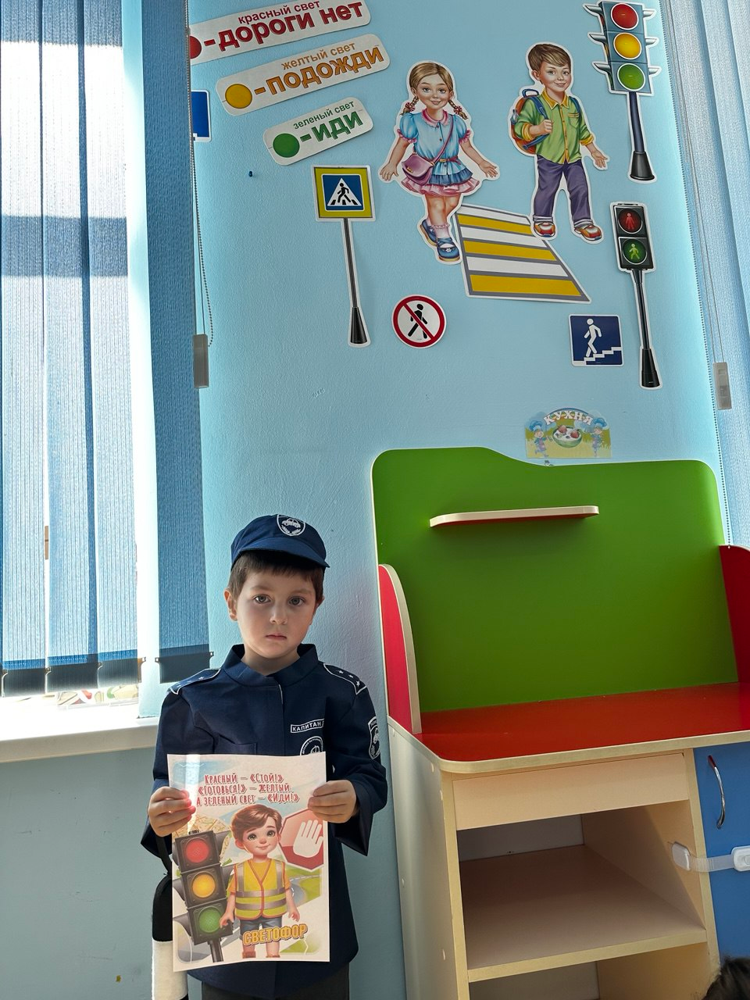 красный свет
-ДОРОГИ НЕТ
желтый свет
-ПОДОЖДИ
зеленый свет
-ИДИ
КУХНЯ
КАПИТАН
КРАСНЫЙ – «СТОЙ!»
«ГОТОВЬСЯ!» – ЖЕЛТЫЙ,
А ЗЕЛЕНЫЙ СВЕТ – «ИДИ!»
СВЕТОФОР